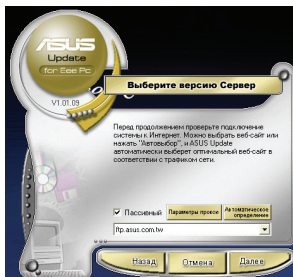 ASUS
Update
for Eee Pc
V1.01.09
Выберите версию Сервер
Перед продолжением проверьте подключение
системы к Интернет. Можно выбрать веб-сайт или
нажать "Автовыбор", и ASUS Update
автоматически выберет оптимальный веб-сайт в
соответствии с трафиком сети.
Пассивный
Параметры прокси
Автоматическое
определение
ftp.asus.com.tw
Назад
Отмена
Далее